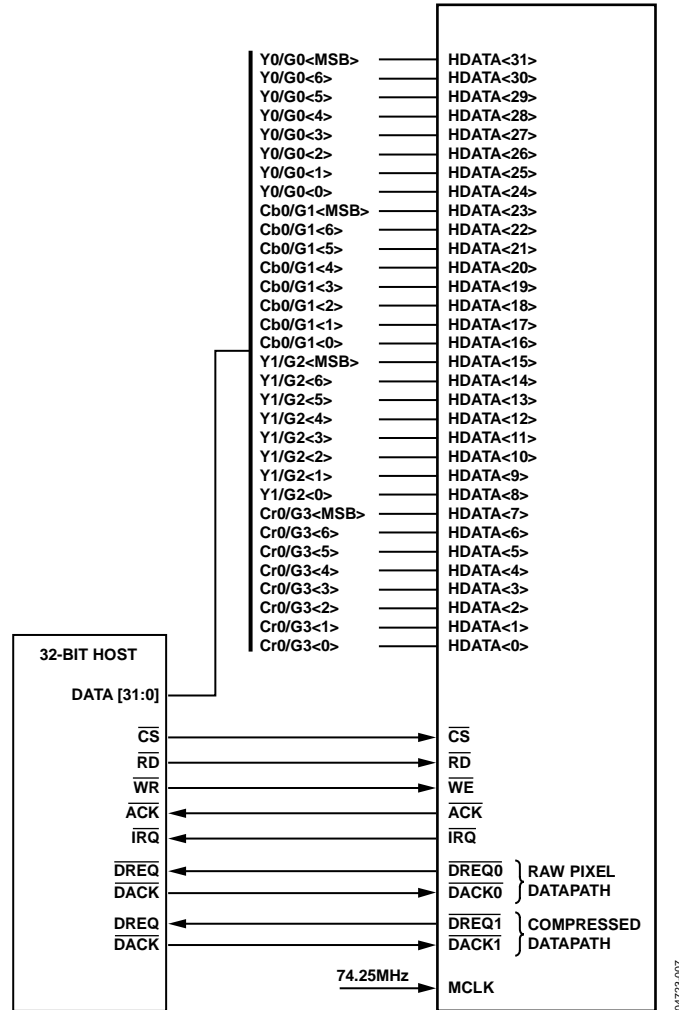 Y0/G0<MSB> HDATA<31>
Y0/G0<6> HDATA<30>
Y0/G0<5> HDATA<29>
Y0/G0<4> HDATA<28>
Y0/G0<3> HDATA<27>
Y0/G0<2> HDATA<26>
Y0/G0<1> HDATA<25>
Y0/G0<0> HDATA<24>
Cb0/G1<MSB> HDATA<23>
Cb0/G1<6> HDATA<22>
Cb0/G1<5> HDATA<21>
Cb0/G1<4> HDATA<20>
Cb0/G1<3> HDATA<19>
Cb0/G1<2> HDATA<18>
Cb0/G1<1> HDATA<17>
Cb0/G1<0> HDATA<16>
Y1/G2<MSB> HDATA<15>
Y1/G2<6> HDATA<14>
Y1/G2<5> HDATA<13>
Y1/G2<4> HDATA<12>
Y1/G2<3> HDATA<11>
Y1/G2<2> HDATA<10>
Y1/G2<1> HDATA<9>
Y1/G2<0> HDATA<8>
Cr0/G3<MSB> HDATA<7>
Cr0/G3<6> HDATA<6>
Cr0/G3<5> HDATA<5>
Cr0/G3<4> HDATA<4>
Cr0/G3<3> HDATA<3>
Cr0/G3<2> HDATA<2>
Cr0/G3<1> HDATA<1>
Cr0/G3<0> HDATA<0>
32-BIT HOST
DATA [31:0]
CS CS
RD RD
WR WE
ACK ACK
IRQ IRQ
DREQ DREQ0 RAW PIXEL
DACK DACK0 DATAPATH
DREQ DREQ1 COMPRESSED
DACK DACK1 DATAPATH
74.25MHz MCLK
04723-007